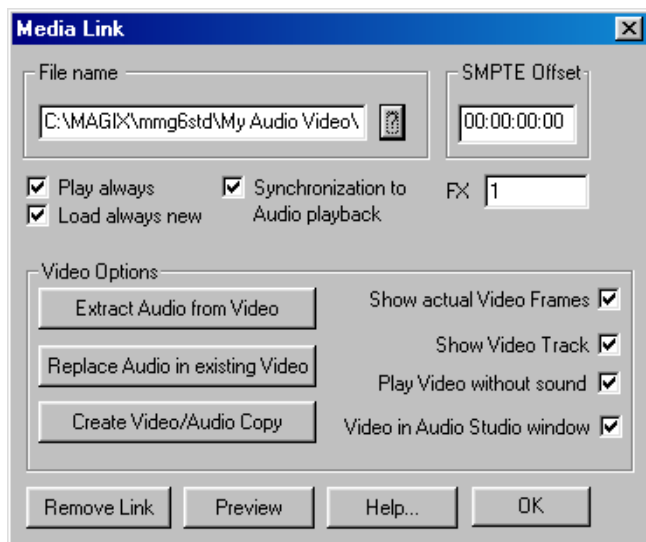 Media Link
File name
SMPTE Offset
C:\MAGIX\mmg6std\My Audio Video\
?
00:00:00:00
Play always
Synchronization to
Audio playback
FX
1
Load always new
Video Options
Extract Audio from Video
Show actual Video Frames
Replace Audio in existing Video
Show Video Track
Play Video without sound
Create Video/Audio Copy
Video in Audio Studio window
Remove Link
Preview
Help...
OK